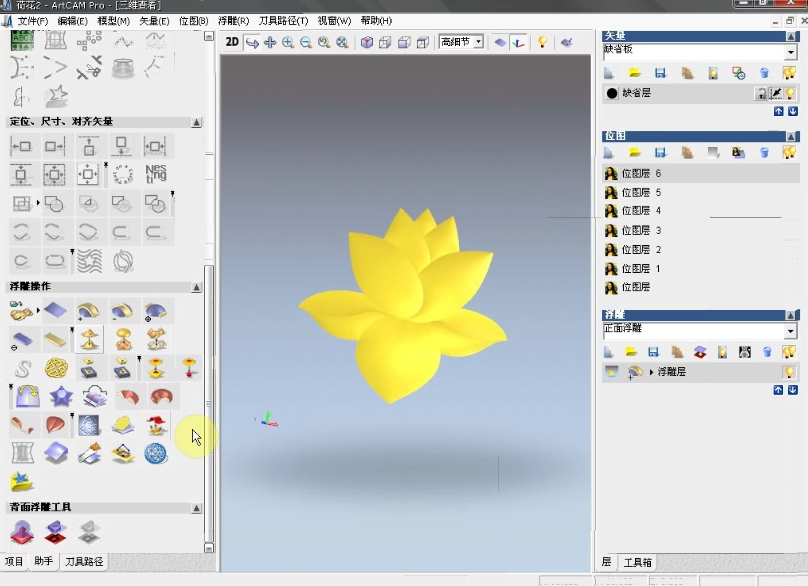 荷花2 - ArtCAM Pro - [三维查看]
文件(F) 编辑(E) 模型(M) 矢量(E) 位图(B) 浮雕(R) 刀具路径(T) 视窗(W) 帮助(H)
2D 高细节
定位、尺寸、对齐矢量
Nes
ting
浮雕操作
背面浮雕工具
项目 助手 刀具路径
矢量
缺省板
缺省层
位图
位图层 6
位图层 5
位图层 4
位图层 3
位图层 2
位图层 1
位图层
浮雕
正面浮雕
浮雕层
层 工具箱